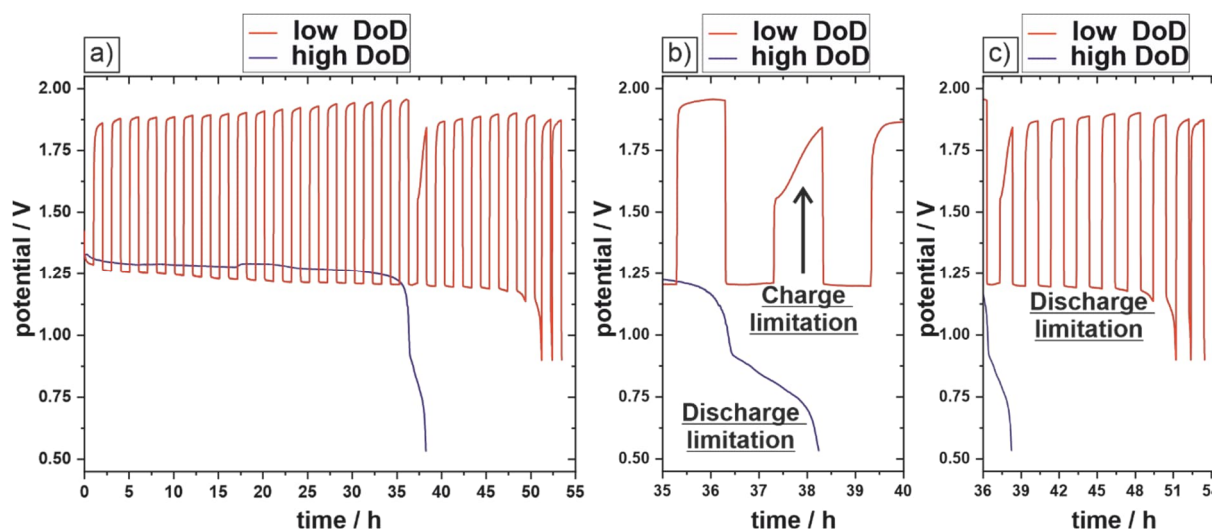 a)
low DoD
high DoD
potential / V
2.00
1.75
1.50
1.25
1.00
0.75
0.50
0 5 10 15 20 25 30 35 40 45 50 55
time / h
b)
low DoD
high DoD
potential / V
2.00
1.75
1.50
1.25
1.00
0.75
0.50
Charge
limitation
Discharge
limitation
35 36 37 38 39 40
time / h
c)
low DoD
high DoD
potential / V
2.00
1.75
1.50
1.25
1.00
0.75
0.50
Discharge
limitation
36 39 42 45 48 51
time / h